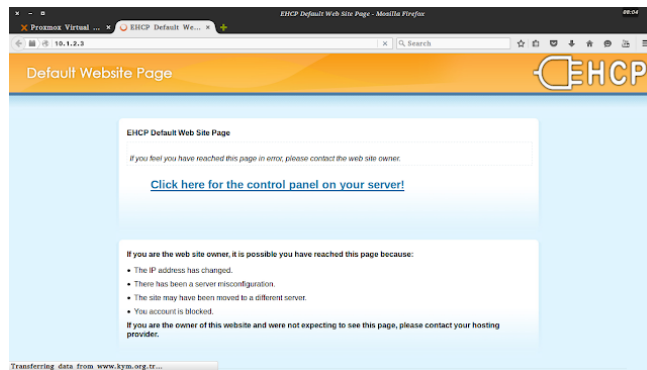 EHCP Default Web Site Page - Mozilla Firefox
00:04
Proxmox Virtual ... ×
EHCP Default We... ×
10.1.2.3
Search
Default Website Page
EHCP
EHCP Default Web Site Page
If you feel you have reached this page in error, please contact the web site owner.
Click here for the control panel on your server!
If you are the web site owner, it is possible you have reached this page because:
• The IP address has changed.
• There has been a server misconfiguration.
• The site may have been moved to a different server.
• You account is blocked.
If you are the owner of this website and were not expecting to see this page, please contact your hosting
provider.
Transferring data from www.kym.org.tr...